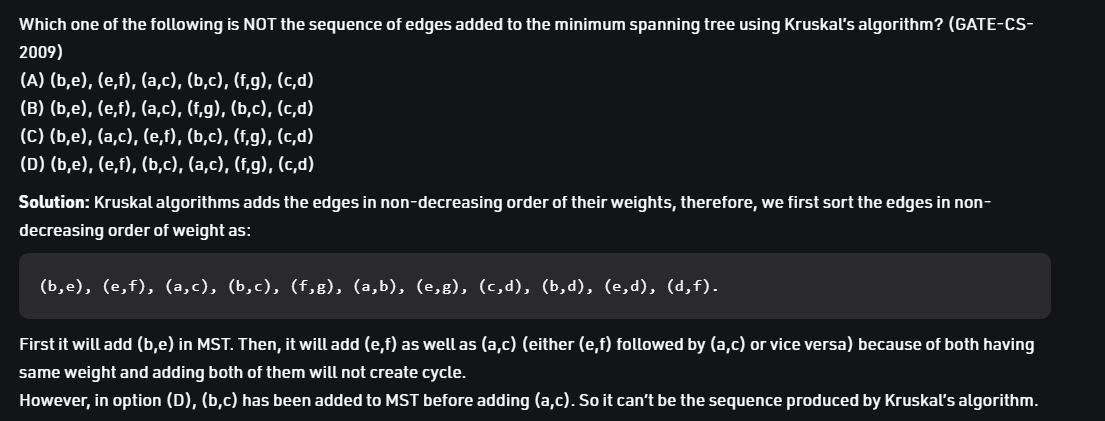 Which one of the following is NOT the sequence of edges added to the minimum spanning tree using Kruskal's algorithm? (GATE-CS-
2009)
(A) (b,e), (e,f), (a,c), (b,c), (f,g), (c,d)
(B) (b,e), (e,f), (a,c), (f,g), (b,c), (c,d)
(C) (b,e), (a,c), (e,f), (b,c), (f,g), (c,d)
(D) (b,e), (e,f), (b,c), (a,c), (f,g), (c,d)
Solution: Kruskal algorithms adds the edges in non-decreasing order of their weights, therefore, we first sort the edges in non-
decreasing order of weight as:
(b,e), (e,f), (a,c), (b,c), (f,g), (a,b), (e,g), (c,d), (b,d), (e,d), (d,f).
First it will add (b,e) in MST. Then, it will add (e,f) as well as (a,c) (either (e,f) followed by (a,c) or vice versa) because of both having
same weight and adding both of them will not create cycle.
However, in option (D), (b,c) has been added to MST before adding (a,c). So it can't be the sequence produced by Kruskal's algorithm.